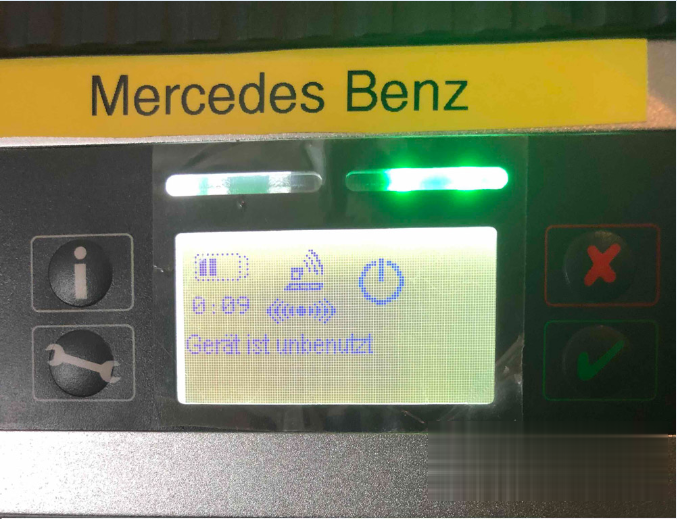 Mercedes Benz
0:09
Gerät ist unbenutzt